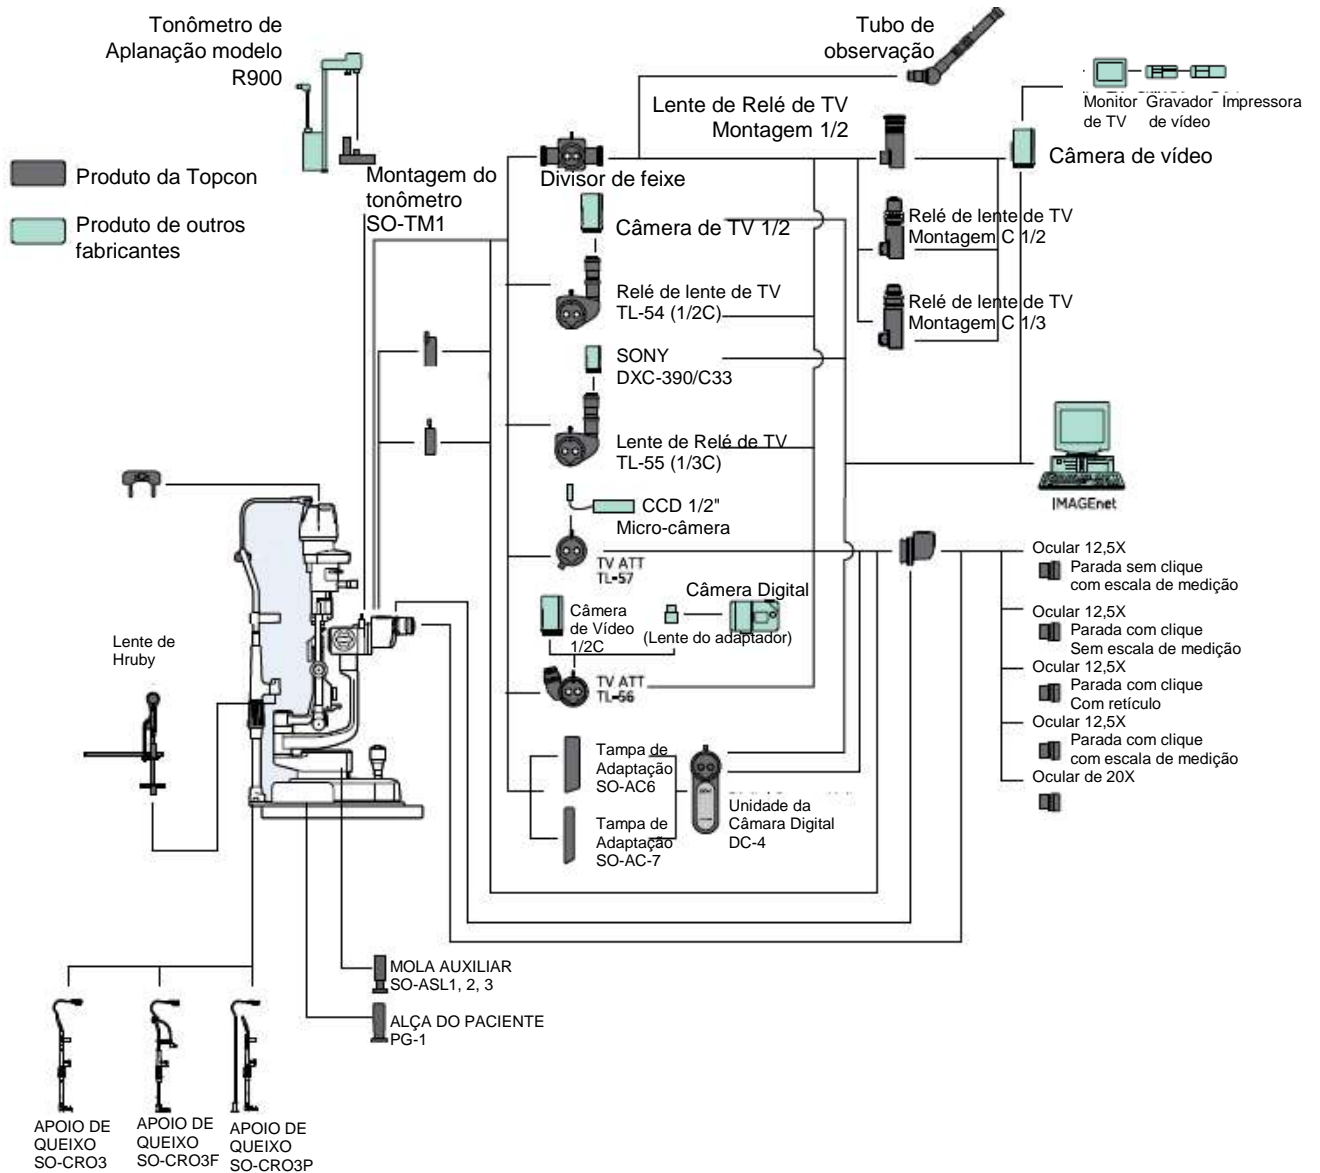 Tonômetro de
Aplanação modelo
R900
Produto da Topcon
Produto de outros
fabricantes
Montagem do
tonômetro
SO-TM1
Tubo de
observação
Lente de Relé de TV
Montagem 1/2
Divisor de feixe
Monitor
de TV
Gravador
de vídeo
Impressora
Câmera de vídeo
Câmera de TV 1/2
Relé de lente de TV
Montagem C 1/2
Relé de lente de TV
TL-54 (1/2C)
Relé de lente de TV
Montagem C 1/3
SONY
DXC-390/C33
Lente de Relé de TV
TL-55 (1/3C)
IMAGEnet
CCD 1/2"
Micro-câmera
TV ATT
TL-57
Câmera Digital
Câmera
de Vídeo
1/2C
(Lente do adaptador)
TV ATT
TL-56
Ocular 12,5X
Parada sem clique
com escala de medição
Ocular 12,5X
Parada com clique
Sem escala de medição
Ocular 12,5X
Parada com clique
Com retículo
Ocular 12,5X
Parada com clique
com escala de medição
Ocular de 20X
Lente de
Hruby
Tampa de
Adaptação
SO-AC6
Tampa de
Adaptação
SO-AC-7
Unidade da
Câmara Digital
DC-4
MOLA AUXILIAR
SO-ASL1, 2, 3
ALÇA DO PACIENTE
PG-1
APOIO DE
QUEIXO
SO-CRO3
APOIO DE
QUEIXO
SO-CRO3F
APOIO DE
QUEIXO
SO-CRO3P